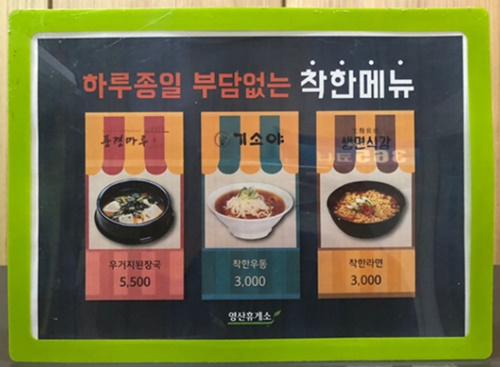 하루종일 부담없는 착한메뉴
풍경마루
기소야
생면식감
우거지된장국
5,500
착한우동
3,000
착한라면
3,000
영산휴게소